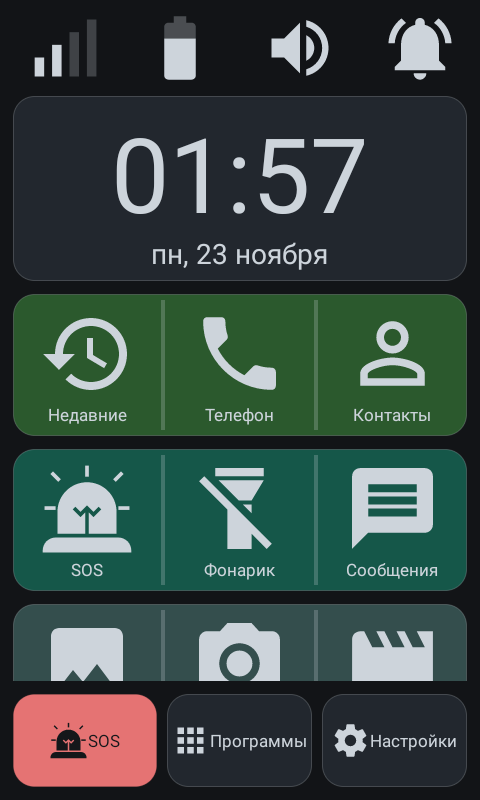 01:57
пн, 23 ноября
Недавние
Телефон
Контакты
SOS
Фонарик
Сообщения
SOS
Программы
Настройки